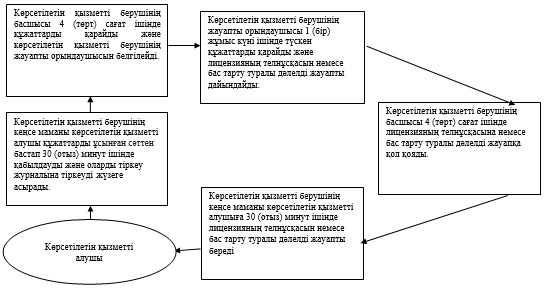 Көрсетілетін қызметті берушінің
басшысы 4 (төрт) сағат ішінде
құжаттарды қарайды және
көрсетілетін қызметті берушінің
жауапты орындаушысын белгілейді.
Көрсетілетін қызметті берушінің
жауапты орындаушысы 1 (бір)
жұмыс күні ішінде түскен
құжаттарды қарайды және
лицензияның телнұсқасын немесе
бас тарту туралы дәлелді жауапты
дайындайды.
Көрсетілетін қызметті берушінің
басшысы 4 (төрт) сағат ішінде
лицензияның телнұсқасына немесе
бас тарту туралы дәлелді жауапқа
қол қояды.
Көрсетілетін қызметті берушінің
кеңсе маманы көрсетілетін қызметті
алушыға 30 (отыз) минут ішінде
лицензияның телнұсқасын немесе
бас тарту туралы дәлелді жауапты
береді
Көрсетілетін қызметті берушінің
кеңсе маманы көрсетілетін қызметті
алушы құжаттарды ұсынған сәттен
бастап 30 (отыз) минут ішінде
қабылдауды және оларды тіркеу
журналына тіркеуді жүзеге
асырады.
Көрсетілетін қызметті
алушы